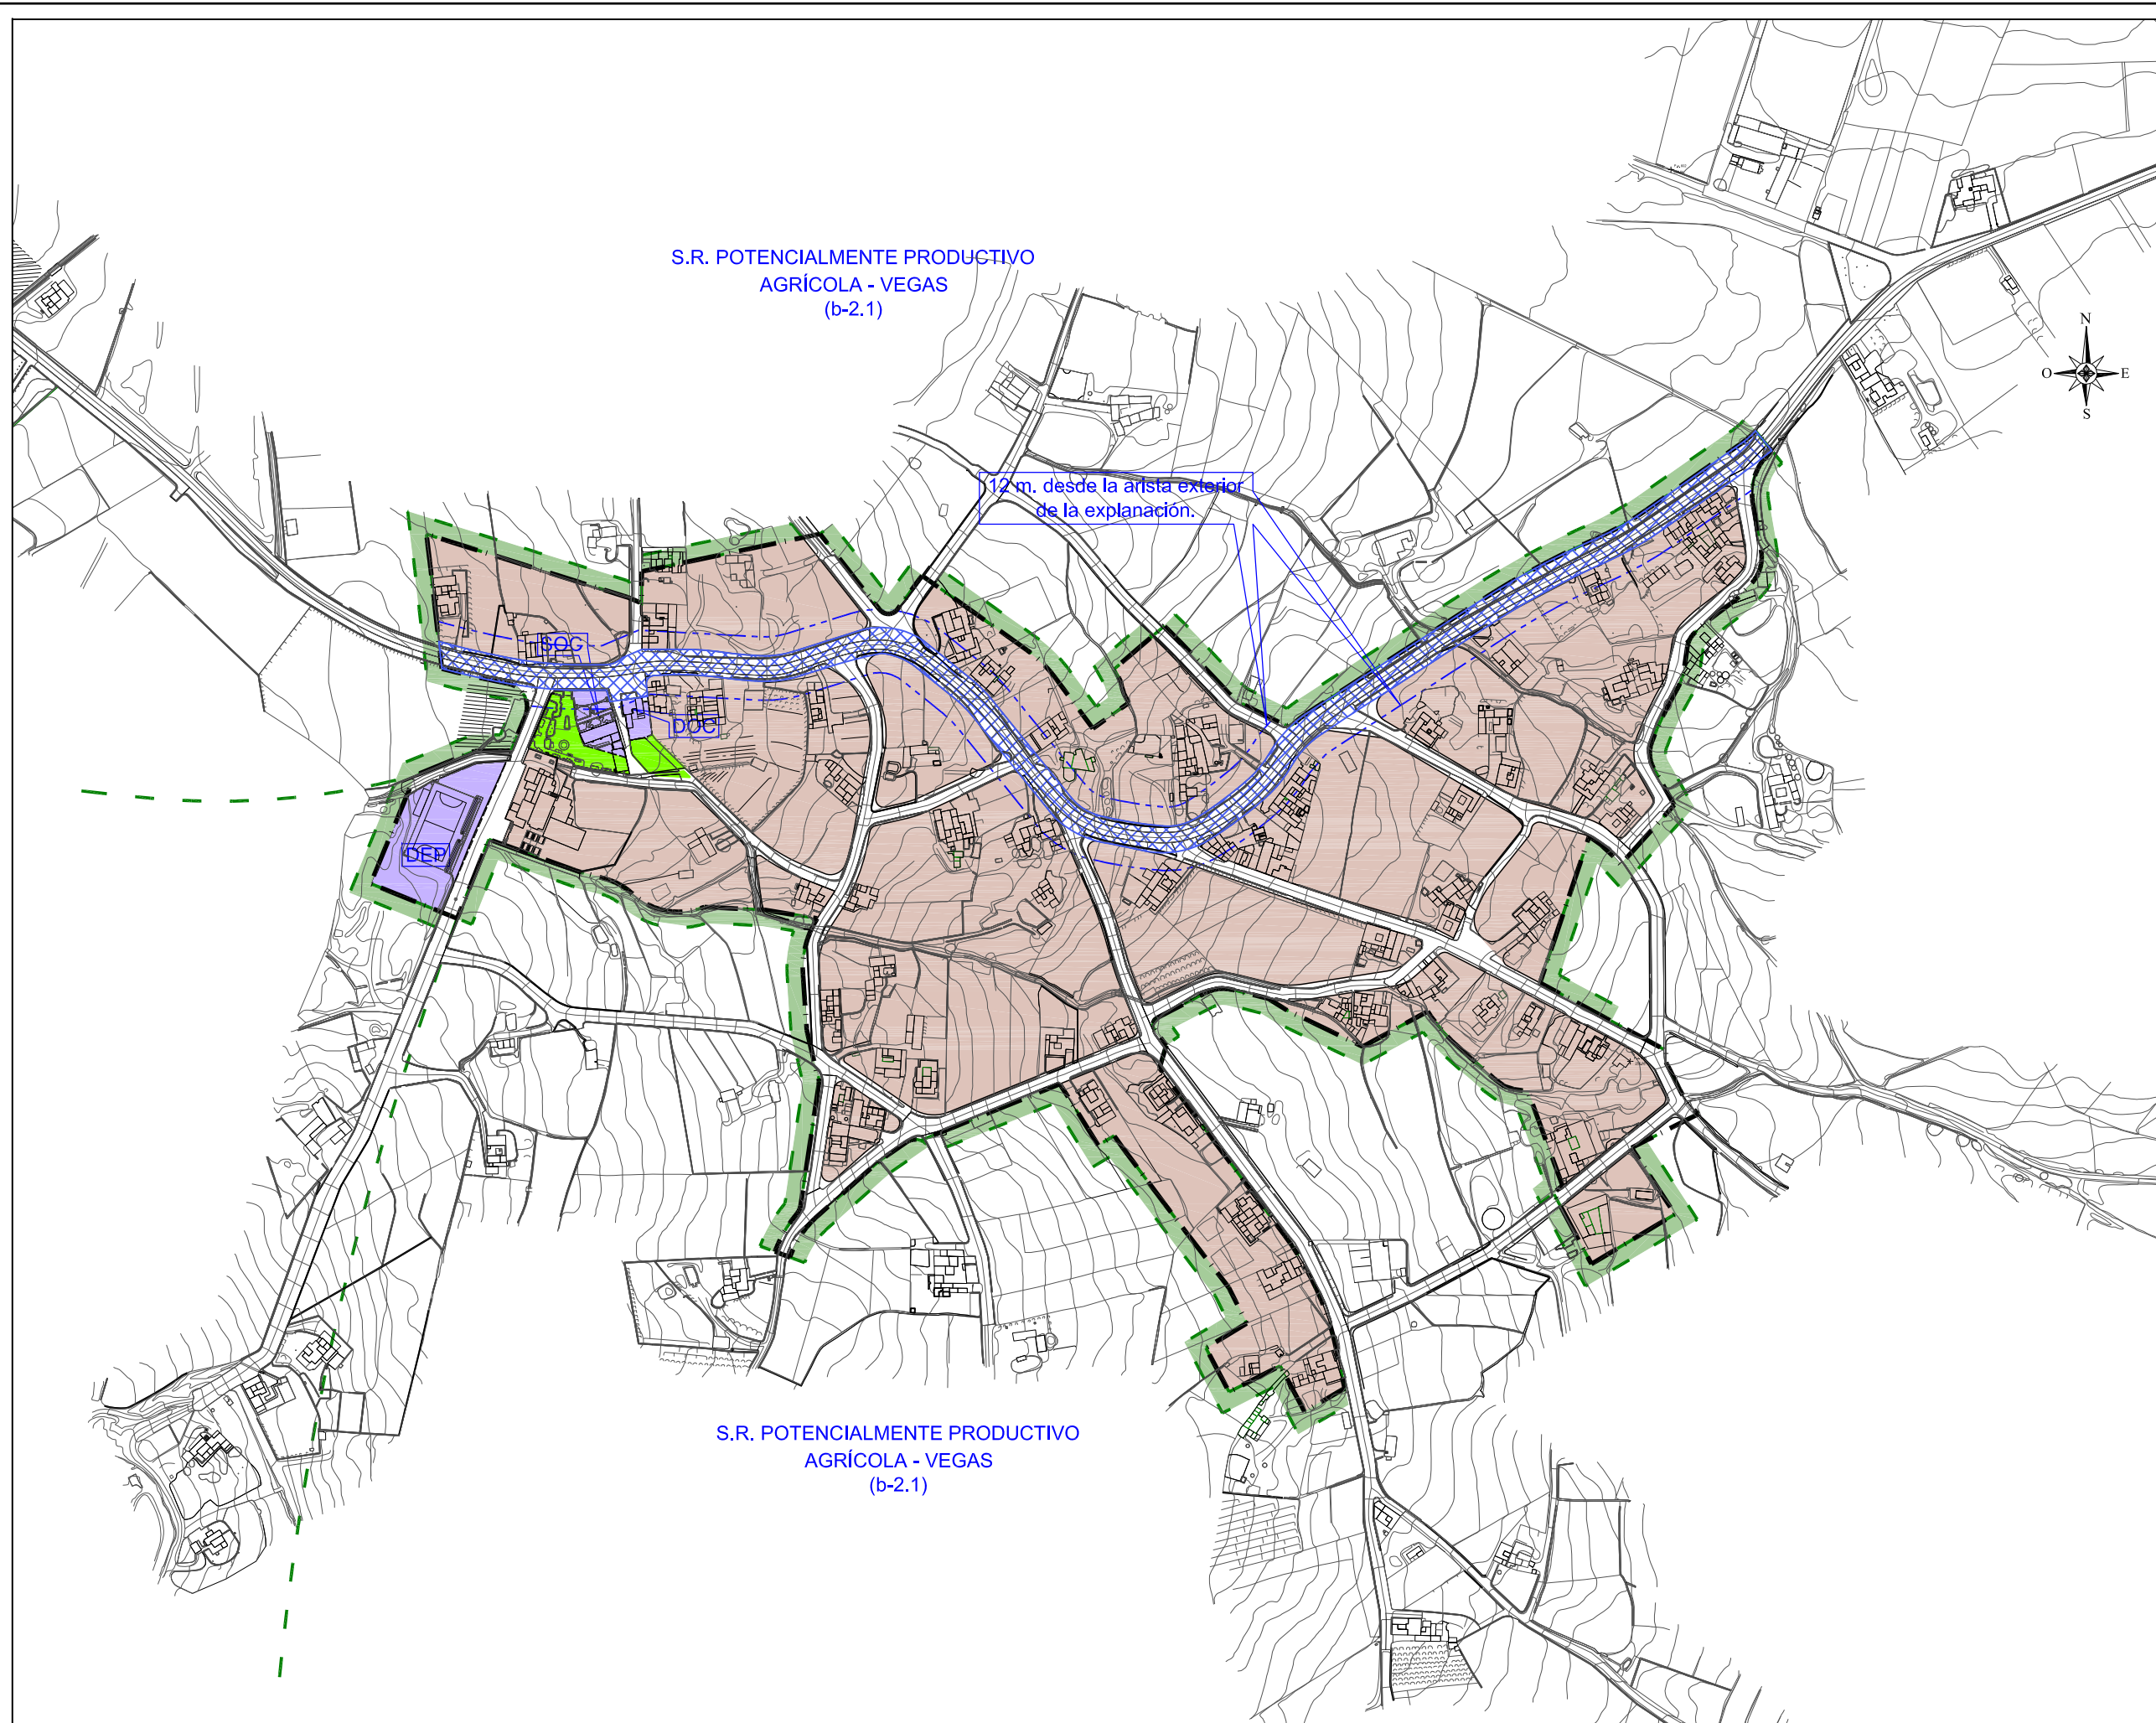 S.R. POTENCIALMENTE PRODUCTIVO
AGRÍCOLA - VEGAS
(b-2.1)
N
O
E
S
12 m. desde la arista exterior
de la explanación.
SOC
DOC
DEP
S.R. POTENCIALMENTE PRODUCTIVO
AGRÍCOLA - VEGAS
(b-2.1)